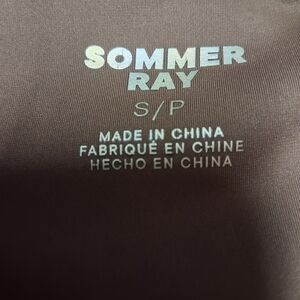 SOMMER
RAY
S/P
MADE IN CHINA
FABRIQUÉ EN CHINE
HECHO EN CHINA